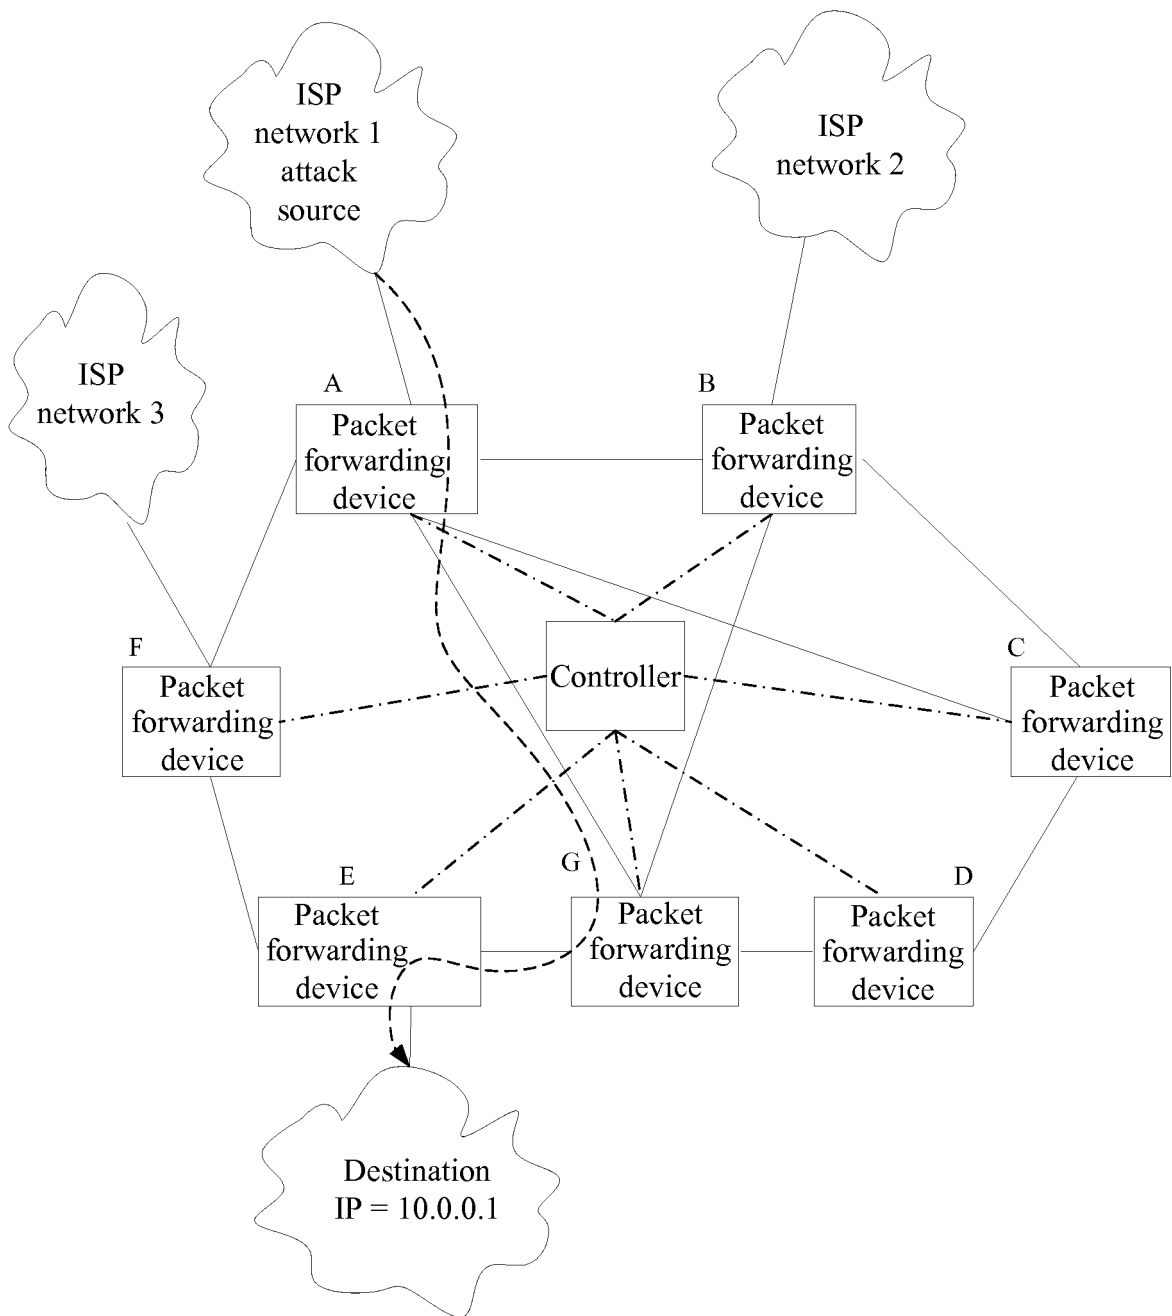 ISP
network 1
attack
source
ISP
network 2
ISP
network 3
A
Packet
forwarding
device
B
Packet
forwarding
device
F
Packet
forwarding
device
Controller
C
Packet
forwarding
device
E
Packet
forwarding
device
G
Packet
forwarding
device
D
Packet
forwarding
device
Destination
IP = 10.0.0.1